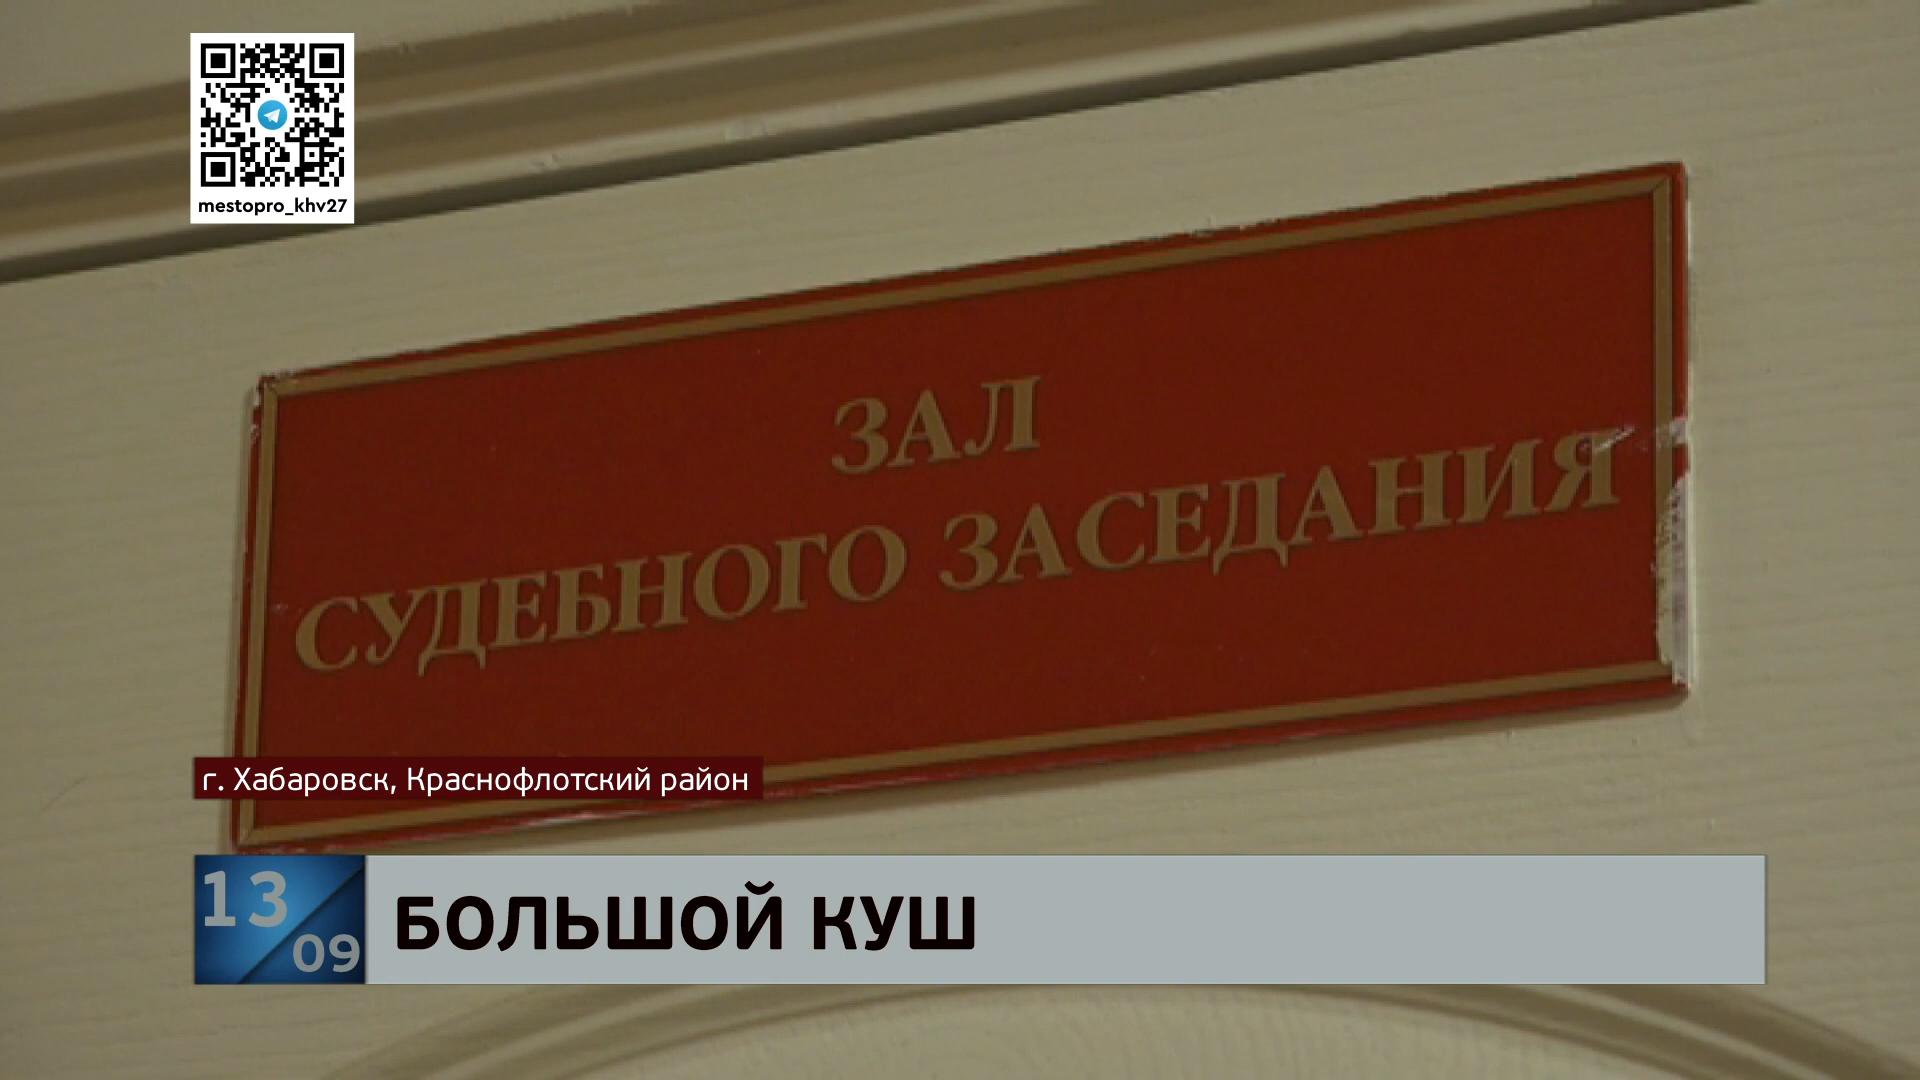 mestopro_khv27
ЗАЛ
СУДЕБНОГО ЗАСЕДАНИЯ
г. Хабаровск, Краснофлотский район
13
09
БОЛЬШОЙ КУШ